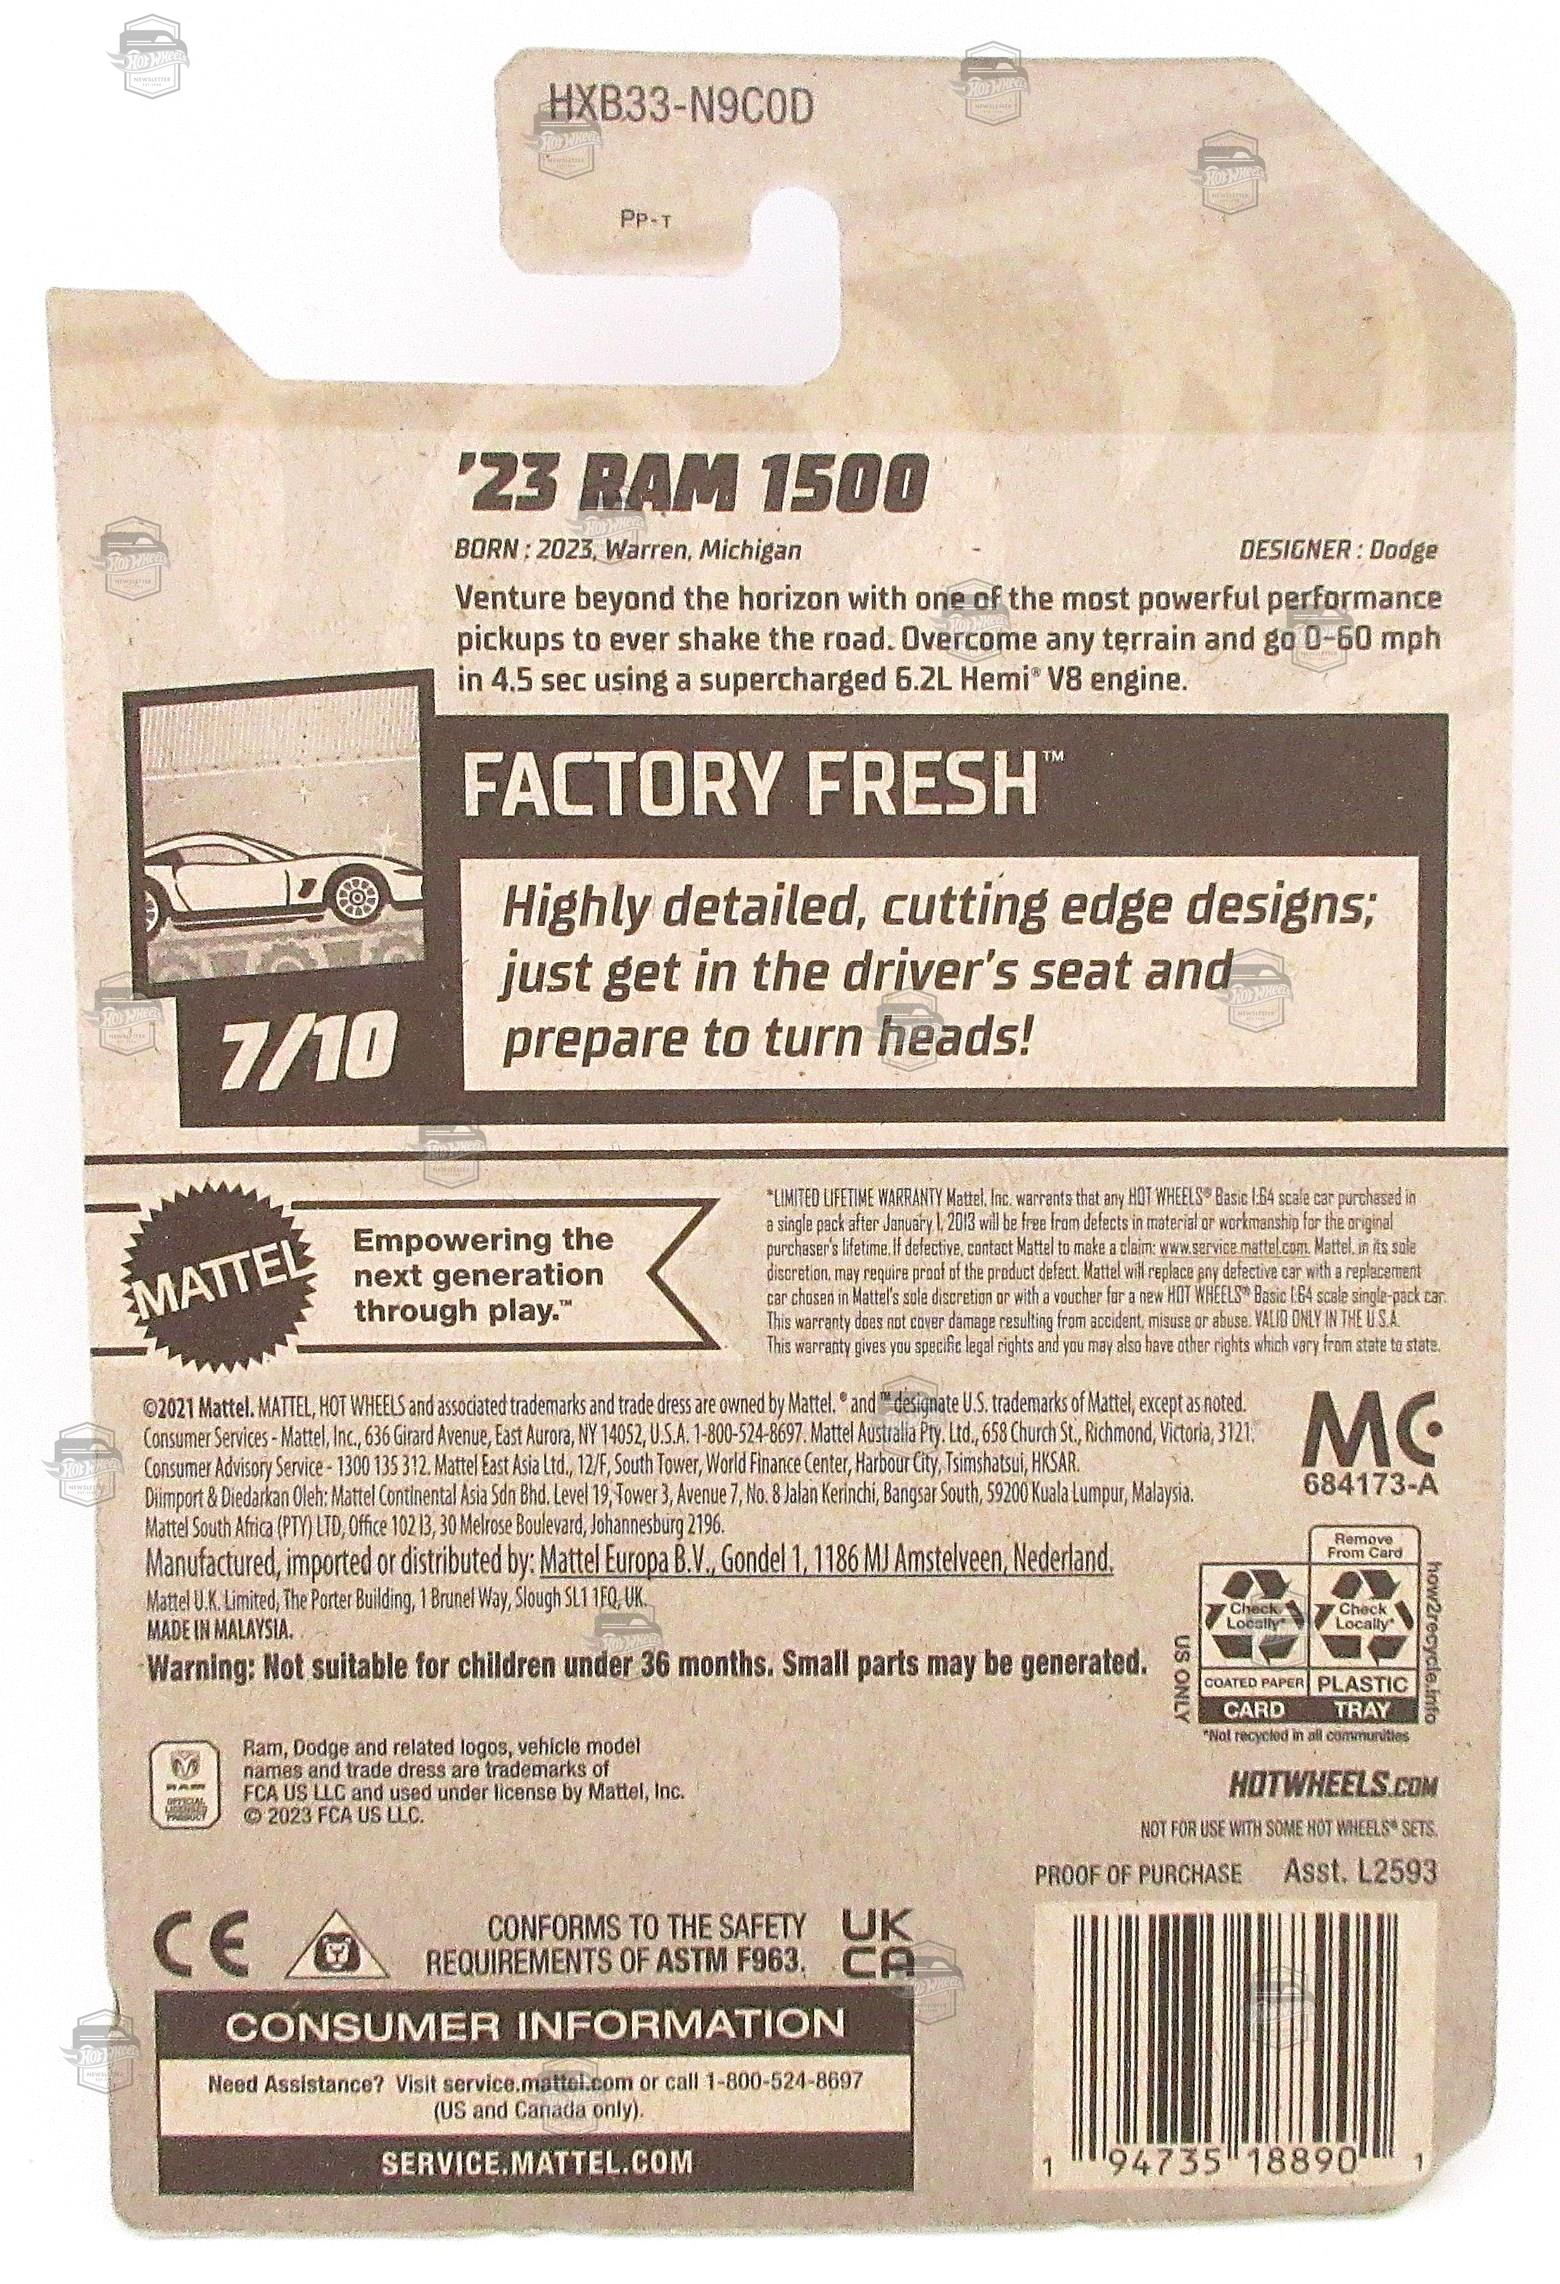 HXB33-N9C0D
PP-T
'23 RAM 1500
BORN : 2023, Warren, Michigan
DESIGNER : Dodge
Venture beyond the horizon with one of the most powerful performance
pickups to ever shake the road. Overcome any terrain and go 0-60 mph
in 4.5 sec using a supercharged 6.2L Hemi® V8 engine.
FACTORY FRESH™
Highly detailed, cutting edge designs;
just get in the driver's seat and
prepare to turn heads!
7/10
MATTEL
Empowering the
next generation
through play.™
*LIMITED LIFETIME WARRANTY Mattel, Inc. warrants that any HOT WHEELS® Basic 1:64 scale car purchased in
a single pack after January 1, 2013 will be free from defects in material or workmanship for the original
purchaser's lifetime. If defective, contact Mattel to make a claim: www.service.mattel.com. Mattel, in its sole
discretion, may require proof of the product defect. Mattel will replace any defective car with a replacement
car chosen in Mattel's sole discretion or with a voucher for a new HOT WHEELS® Basic 1:64 scale single-pack car.
This warranty does not cover damage resulting from accident, misuse or abuse. VALID ONLY IN THE U.S.A.
This warranty gives you specific legal rights and you may also have other rights which vary from state to state.
©2021 Mattel. MATTEL, HOT WHEELS and associated trademarks and trade dress are owned by Mattel. ® and ™ designate U.S. trademarks of Mattel, except as noted.
Consumer Services - Mattel, Inc., 636 Girard Avenue, East Aurora, NY 14052, U.S.A. 1-800-524-8697. Mattel Australia Pty. Ltd., 658 Church St., Richmond, Victoria, 3121.
Consumer Advisory Service - 1300 135 312. Mattel East Asia Ltd., 12/F, South Tower, World Finance Center, Harbour City, Tsimshatsui, HKSAR.
Diimport & Diedarkan Oleh: Mattel Continental Asia Sdn Bhd. Level 19, Tower 3, Avenue 7, No. 8 Jalan Kerinchi, Bangsar South, 59200 Kuala Lumpur, Malaysia.
Mattel South Africa (PTY) LTD, Office 102 I3, 30 Melrose Boulevard, Johannesburg 2196.
Manufactured, imported or distributed by: Mattel Europa B.V., Gondel 1, 1186 MJ Amstelveen, Nederland.
Mattel U.K. Limited, The Porter Building, 1 Brunel Way, Slough SL1 1FQ, UK.
MADE IN MALAYSIA.
Warning: Not suitable for children under 36 months. Small parts may be generated.
MC
684173-A
Remove
From Card
Check
Locally*
Check
Locally*
COATED PAPER
PLASTIC
CARD
TRAY
US ONLY
how2recycle.info
*Not recycled in all communities
RAM
OFFICIAL
LICENSED
PRODUCT
Ram, Dodge and related logos, vehicle model
names and trade dress are trademarks of
FCA US LLC and used under license by Mattel, Inc.
© 2023 FCA US LLC.
HOTWHEELS.COM
NOT FOR USE WITH SOME HOT WHEELS® SETS.
PROOF OF PURCHASE Asst. L2593
CE
CONFORMS TO THE SAFETY
REQUIREMENTS OF ASTM F963.
UK
CA
CONSUMER INFORMATION
Need Assistance? Visit service.mattel.com or call 1-800-524-8697
(US and Canada only).
SERVICE.MATTEL.COM
1 94735 18890 1